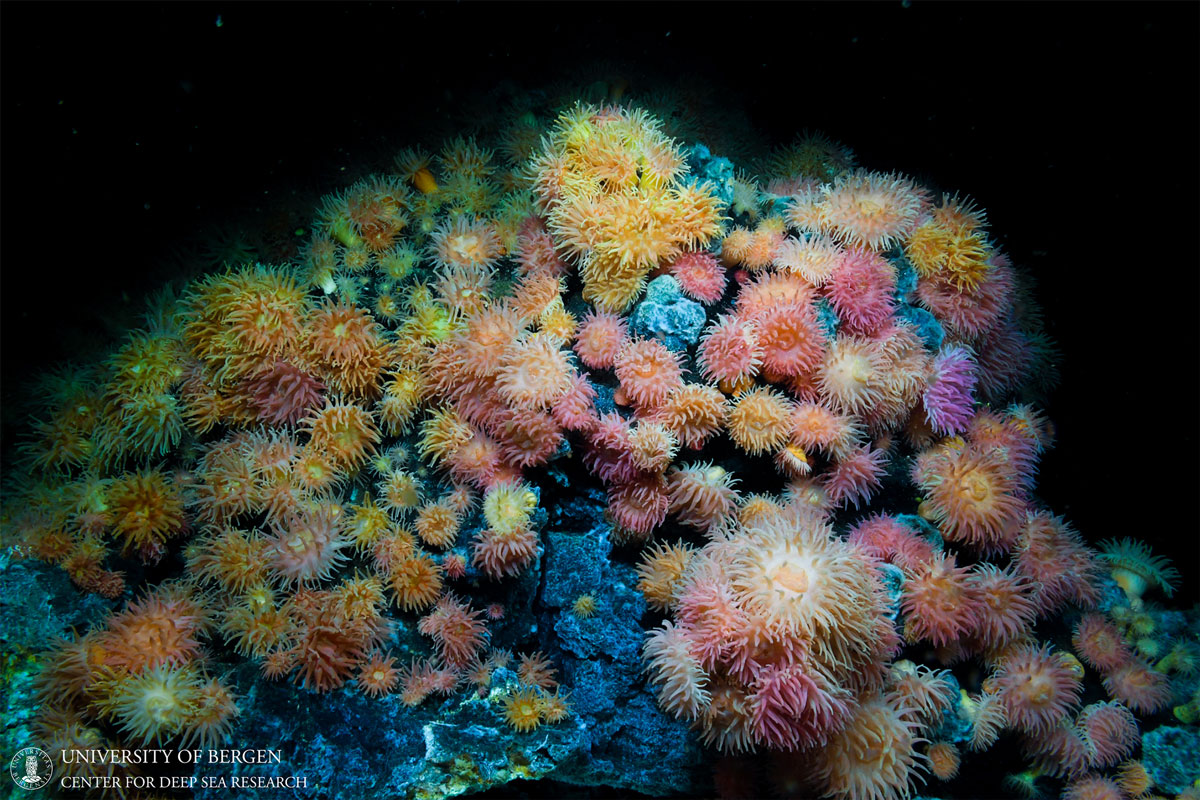 UNIVERSITY OF BERGEN
CENTER FOR DEEP SEA RESEARCH